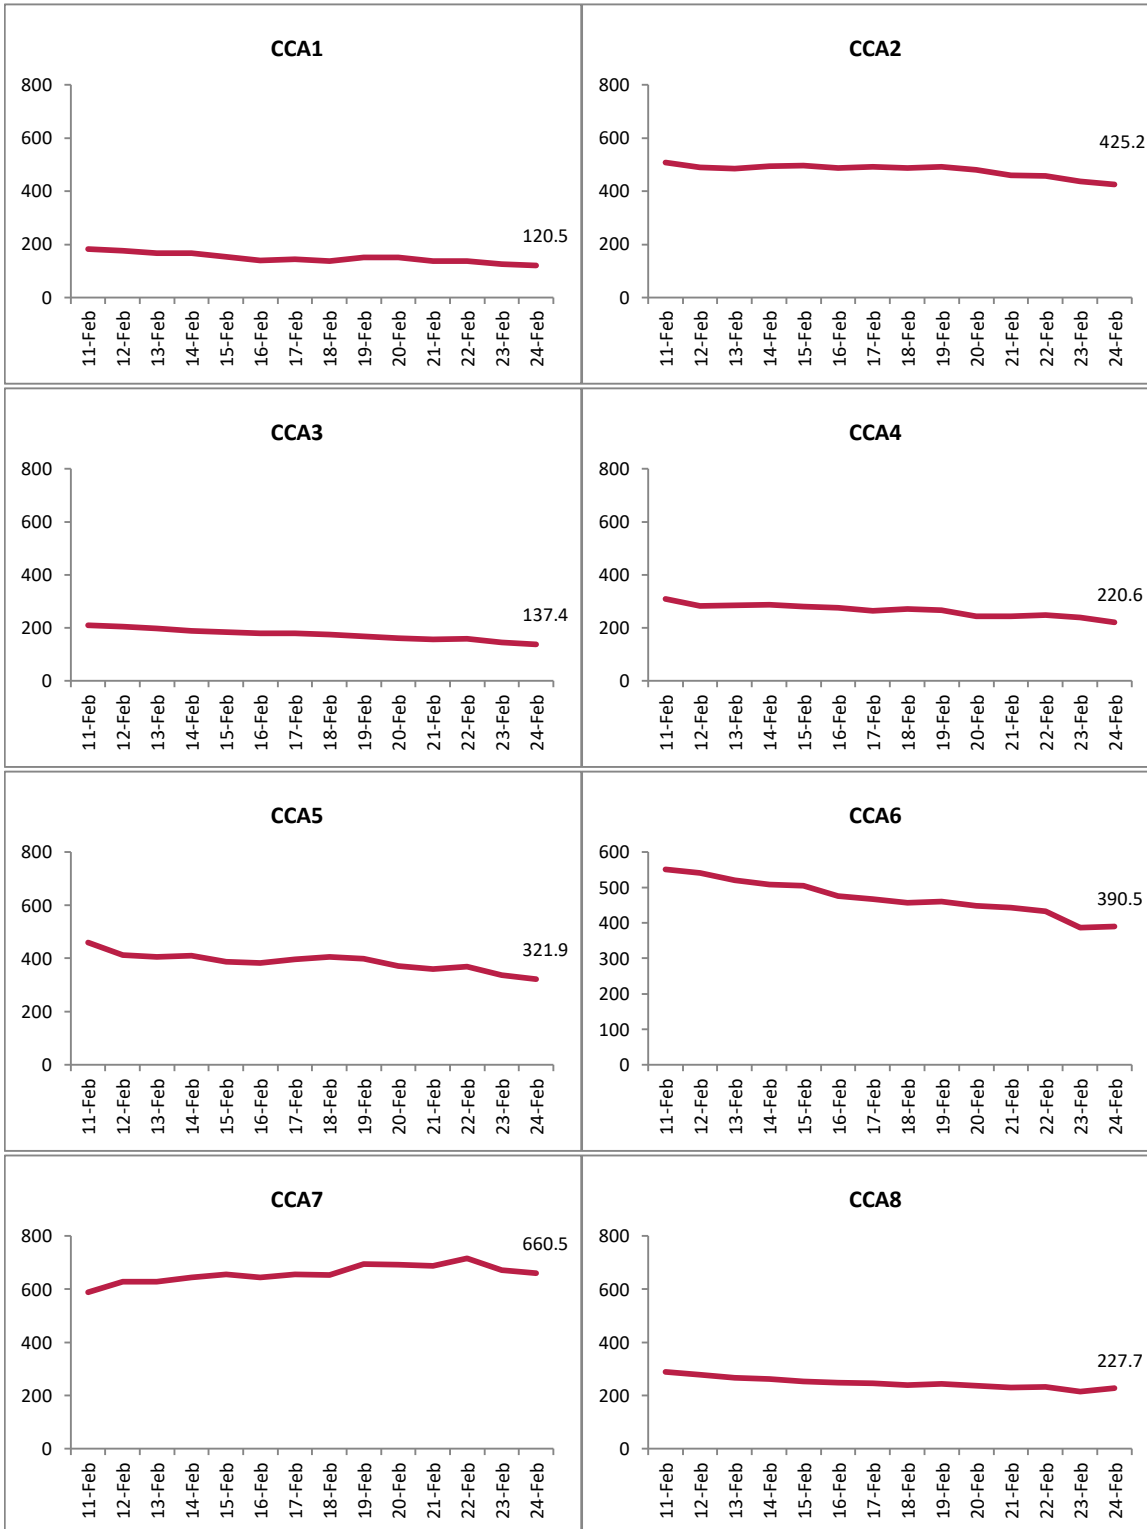 CCA1
800
600
400
200
0
120.5
11-Feb
12-Feb
13-Feb
14-Feb
15-Feb
16-Feb
17-Feb
18-Feb
19-Feb
20-Feb
21-Feb
22-Feb
23-Feb
24-Feb
CCA2
800
600
400
200
0
425.2
11-Feb
12-Feb
13-Feb
14-Feb
15-Feb
16-Feb
17-Feb
18-Feb
19-Feb
20-Feb
21-Feb
22-Feb
23-Feb
24-Feb
CCA3
800
600
400
200
0
137.4
11-Feb
12-Feb
13-Feb
14-Feb
15-Feb
16-Feb
17-Feb
18-Feb
19-Feb
20-Feb
21-Feb
22-Feb
23-Feb
24-Feb
CCA4
800
600
400
200
0
220.6
11-Feb
12-Feb
13-Feb
14-Feb
15-Feb
16-Feb
17-Feb
18-Feb
19-Feb
20-Feb
21-Feb
22-Feb
23-Feb
24-Feb
CCA5
800
600
400
200
0
321.9
11-Feb
12-Feb
13-Feb
14-Feb
15-Feb
16-Feb
17-Feb
18-Feb
19-Feb
20-Feb
21-Feb
22-Feb
23-Feb
24-Feb
CCA6
600
500
400
300
200
100
0
390.5
11-Feb
12-Feb
13-Feb
14-Feb
15-Feb
16-Feb
17-Feb
18-Feb
19-Feb
20-Feb
21-Feb
22-Feb
23-Feb
24-Feb
CCA7
800
600
400
200
0
660.5
11-Feb
12-Feb
13-Feb
14-Feb
15-Feb
16-Feb
17-Feb
18-Feb
19-Feb
20-Feb
21-Feb
22-Feb
23-Feb
24-Feb
CCA8
800
600
400
200
0
227.7
11-Feb
12-Feb
13-Feb
14-Feb
15-Feb
16-Feb
17-Feb
18-Feb
19-Feb
20-Feb
21-Feb
22-Feb
23-Feb
24-Feb